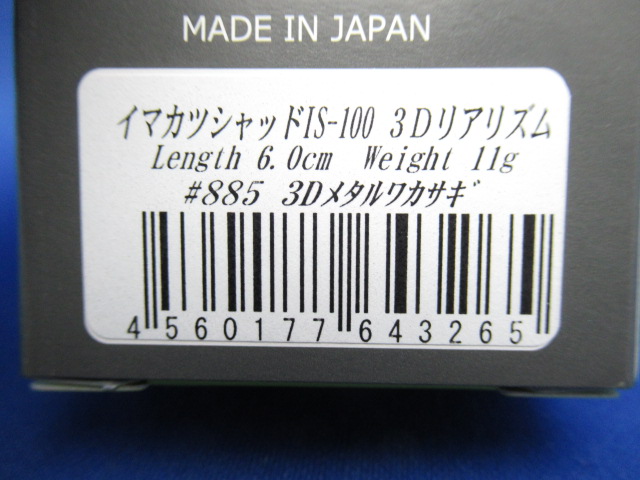 MADE IN JAPAN
イマカツシャッドIS-100 3Dリアリズム
Length 6.0cm Weight 11g
#885 3Dメタルワカサギ
4 560177 643265